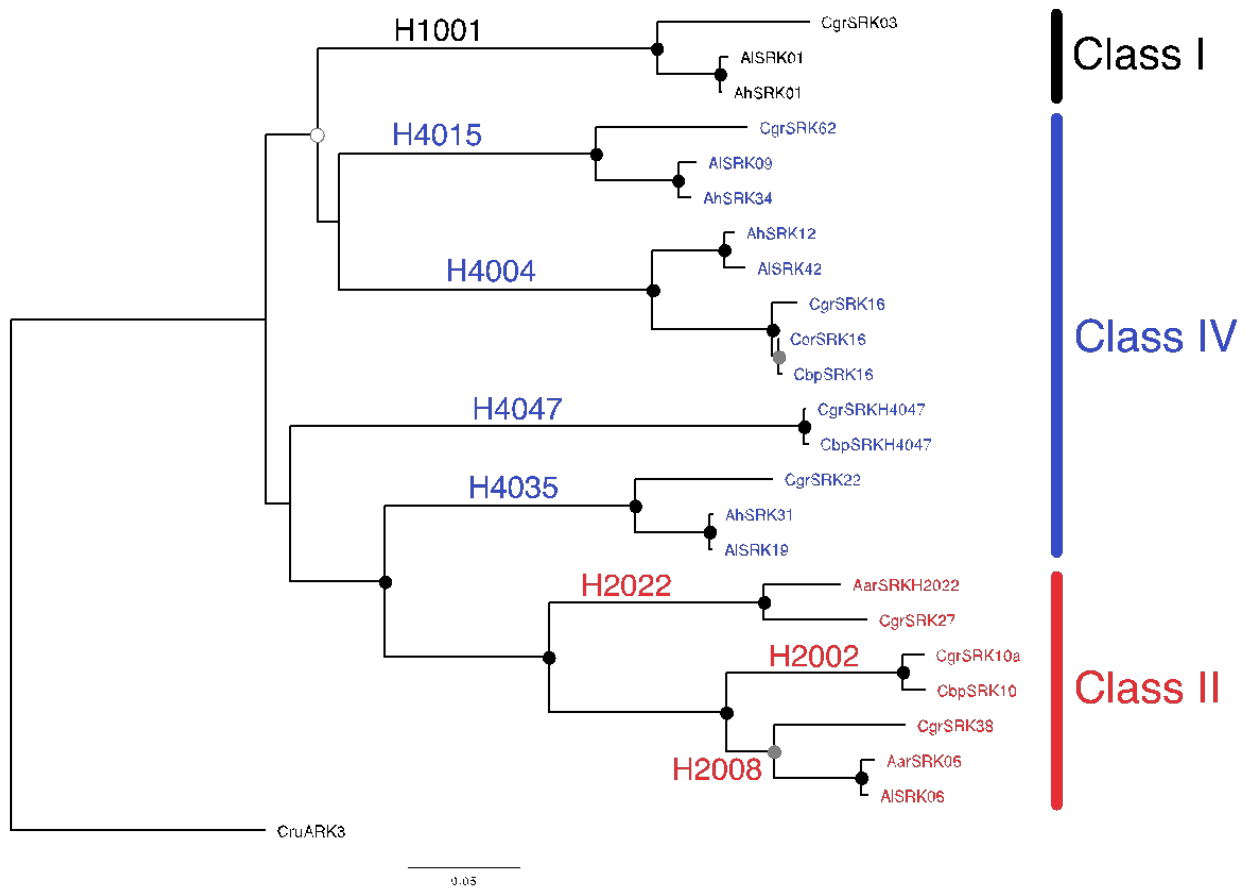 H1001
CgrSRK03
AlSRK01
AhSRK01
Class I
H4015
CgrSRK62
AlSRK09
AhSRK34
H4004
AhSRK12
AlSRK42
CgrSRK16
CorSRK16
CbpSRK16
Class IV
H4047
CgrSRKH4047
CbpSRKH4047
H4035
CgrSRK22
AhSRK31
AlSRK19
H2022
AarSRKH2022
CgrSRK27
H2002
CgrSRK10a
CbpSRK10
Class II
CgrSRK38
H2008
AarSRK06
AlSRK06
CruARK3
0.05